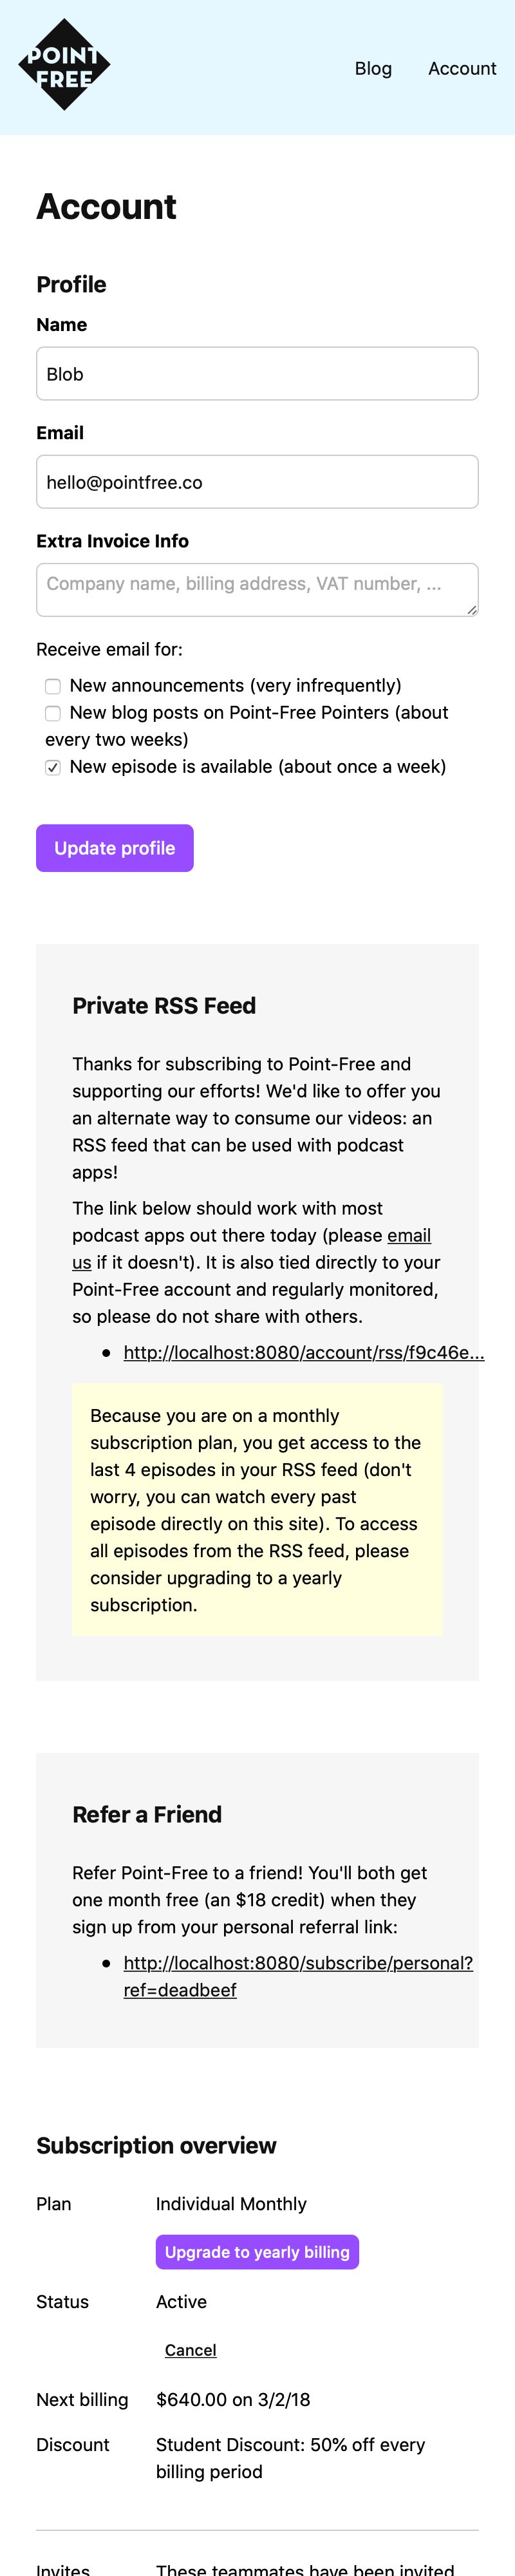 POINT
FREE
Blog
Account
Account
Profile
Name
Blob
Email
hello@pointfree.co
Extra Invoice Info
Company name, billing address, VAT number, ...
Receive email for:
New announcements (very infrequently)
New blog posts on Point-Free Pointers (about
every two weeks)
New episode is available (about once a week)
Update profile
Private RSS Feed
Thanks for subscribing to Point-Free and
supporting our efforts! We'd like to offer you
an alternate way to consume our videos: an
RSS feed that can be used with podcast
apps!
The link below should work with most
podcast apps out there today (please email
us if it doesn't). It is also tied directly to your
Point-Free account and regularly monitored,
so please do not share with others.
http://localhost:8080/account/rss/f9c46e...
Because you are on a monthly
subscription plan, you get access to the
last 4 episodes in your RSS feed (don't
worry, you can watch every past
episode directly on this site). To access
all episodes from the RSS feed, please
consider upgrading to a yearly
subscription.
Refer a Friend
Refer Point-Free to a friend! You'll both get
one month free (an $18 credit) when they
sign up from your personal referral link:
http://localhost:8080/subscribe/personal?
ref=deadbeef
Subscription overview
Plan
Individual Monthly
Upgrade to yearly billing
Status
Active
Cancel
Next billing
$640.00 on 3/2/18
Discount
Student Discount: 50% off every
billing period
Invites
These teammates have been invited